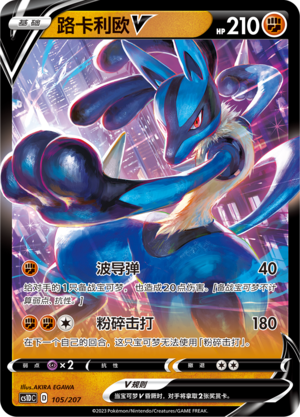 基础 路卡利欧V HP 210
波导弹 40
给对手的1只备战宝可梦，也造成20点伤害。[备战宝可梦不计
算弱点、抗性。]
粉碎击打 180
在下一个自己的回合，这只宝可梦无法使用「粉碎击打」。
弱点 ×2 抗性 撤退
Illus. AKIRA EGAWA
V规则
CS1DC D 105/207
当宝可梦V昏厥时，对手将拿取2张奖赏卡。
©2023 Pokémon/Nintendo/Creatures/GAME FREAK.